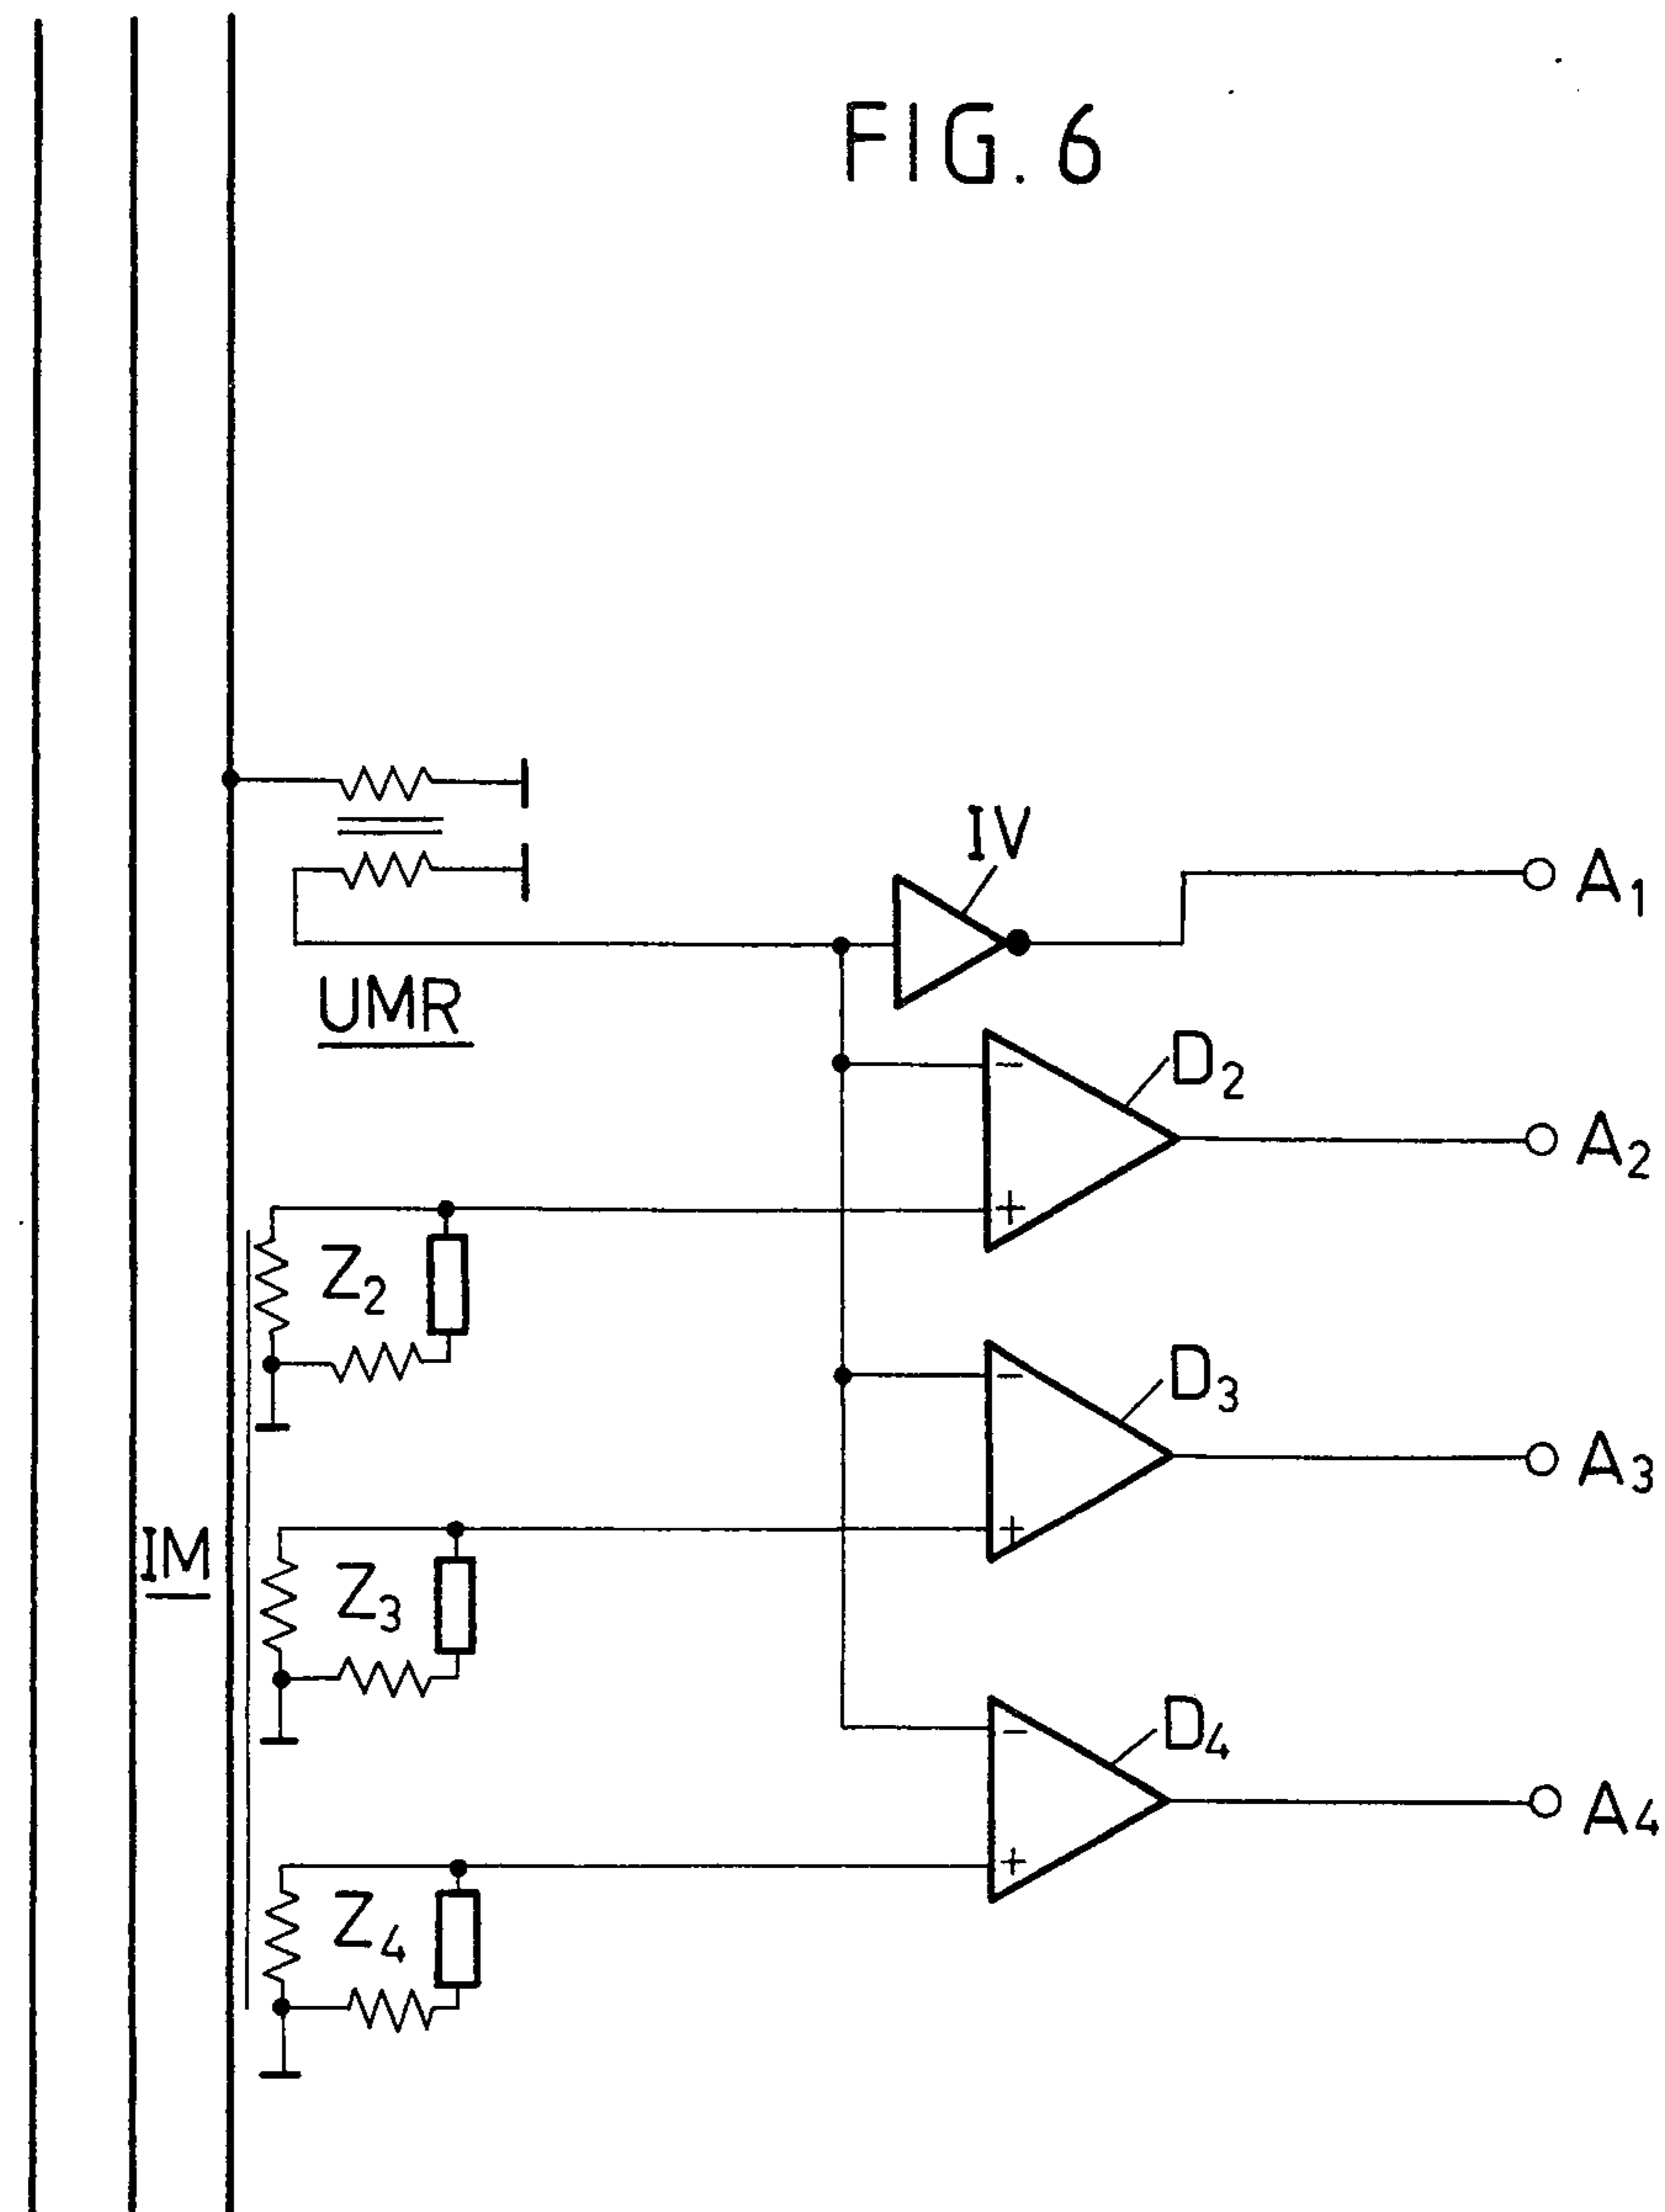 FIG. 6
IV
A1
UMR
D2
A2
-
+
Z2
D3
-
A3
IM
+
Z3
D4
-
A4
+
Z4